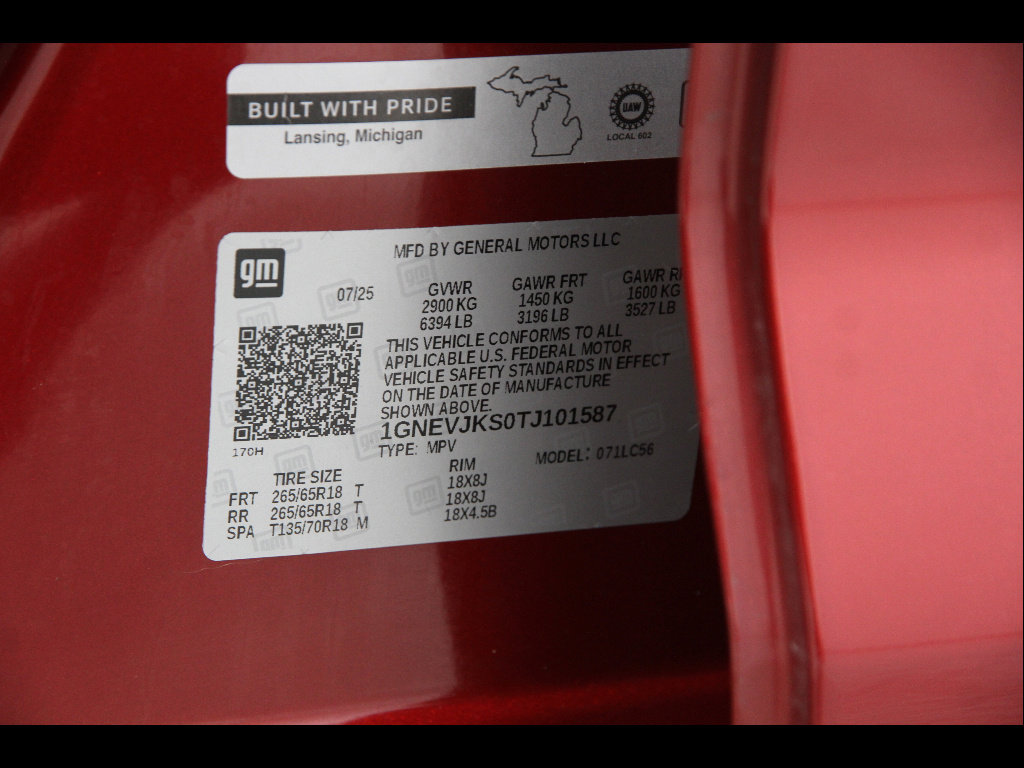 BUILT WITH PRIDE
Lansing, Michigan
UAW
LOCAL 602
gm
MFD BY GENERAL MOTORS LLC
07/25
GVWR GAWR FRT GAWR
2900 KG 1450 KG 1600 KG
6394 LB 3196 LB 3527 LB
THIS VEHICLE CONFORMS TO ALL
APPLICABLE U.S. FEDERAL MOTOR
VEHICLE SAFETY STANDARDS IN EFFECT
ON THE DATE OF MANUFACTURE
SHOWN ABOVE.
1GNEVJKS0TJ101587
170H
TYPE: MPV MODEL: 071LC56
TIRE SIZE RIM
FRT 265/65R18 T 18X8J
RR 265/65R18 T 18X8J
SPA T135/70R18 M 18X4.5B